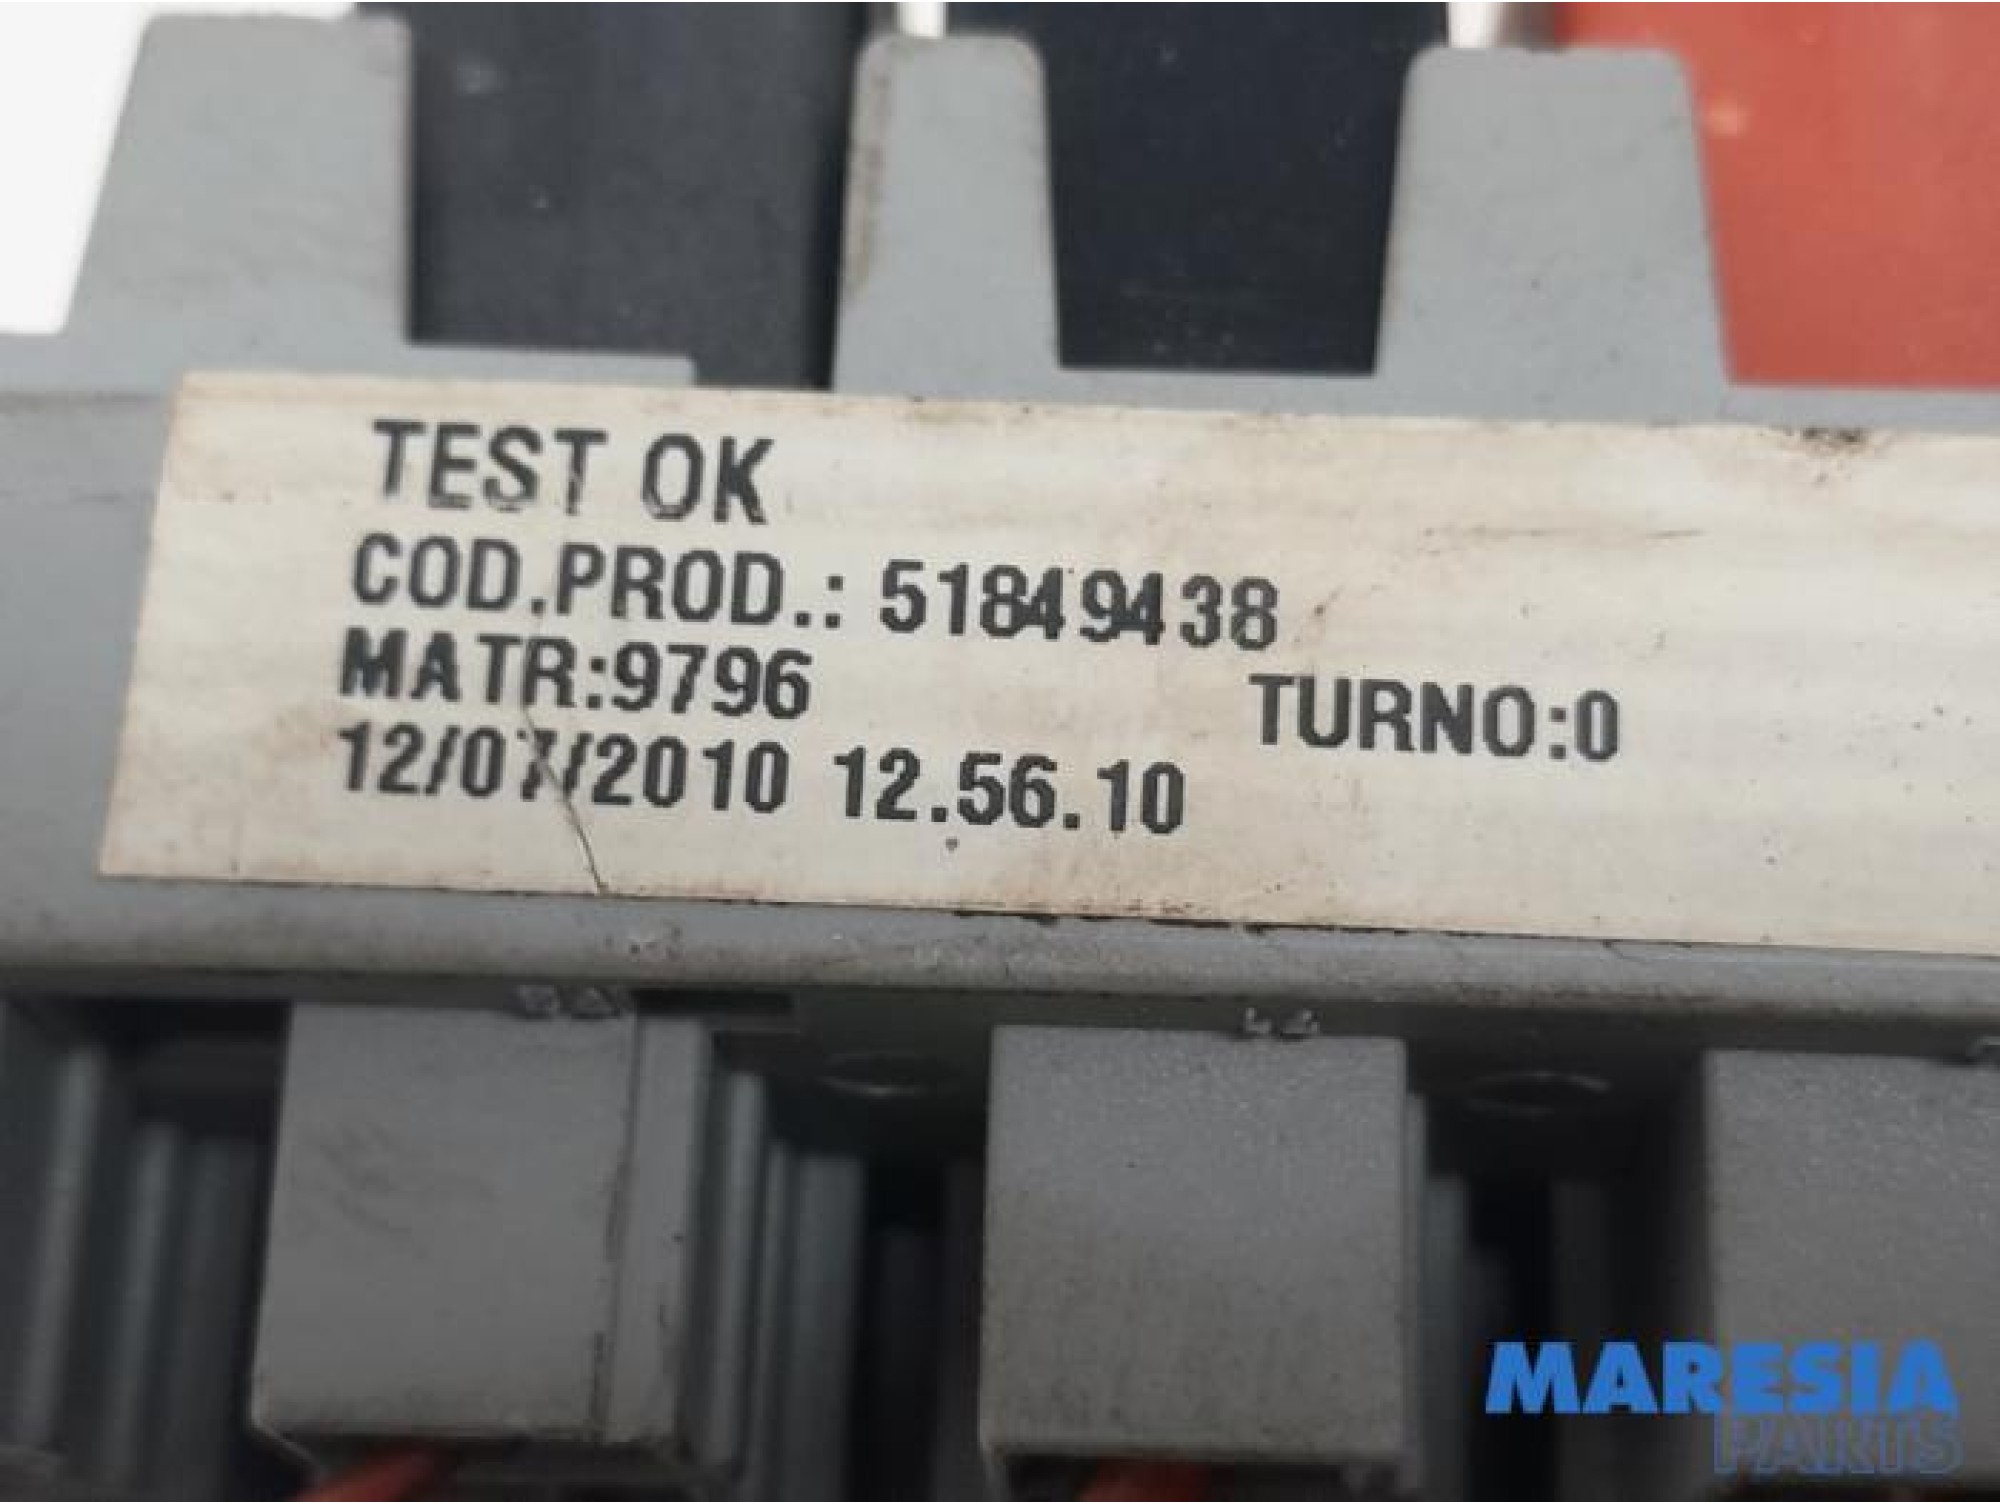 TEST OK
COD.PROD.: 51849438
MATR:9796 TURNO:0
12/07/2010 12.56.10
MARESIA
PARTS